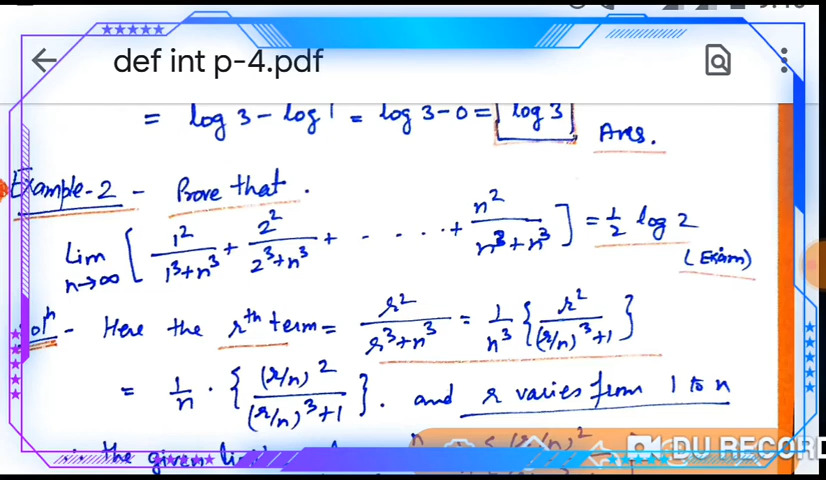 def int p-4.pdf
= log 3 - log 1 = log 3 - 0 = log 3 Ans.
Example-2 - Prove that.
Lim n→∞ [ 1²/(1³+n³) + 2²/(2³+n³) + - . . . . + n²/(n³+n³) ] = ½ log 2
(Exam)
Solⁿ - Here the rᵗʰ term = r²/(r³+n³) = 1/n³ { r²/((r/n)³+1) }
= 1/n · { (r/n)²/((r/n)³+1) }. and r varies from 1 to n
∴ the given
DU RECORD